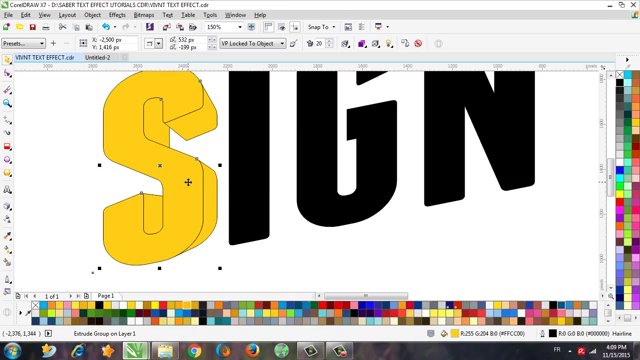 CorelDRAW X7 - [D:\SABER TEXT EFFECT UTORIALS CDR\VIVNT TEXT EFFECT.cdr]
File Edit View Layout Object Effects Bitmaps Text Table Tools Window Help
150% Snap To
Presets... X: -2,500 px Y: 1,416 px 532 px -199 px VP Locked To Object 20
VIVNT TEXT EFFECT.cdr Untitled-2
SIGN
1 of 1 Page 1
(-2,376, 1,344) Extrude Group on Layer 1 R:255 G:204 B:0 (#FFCC00) R:0 G:0 B:0 (#000000) Hairline
FR 4:09 PM
11/15/2015